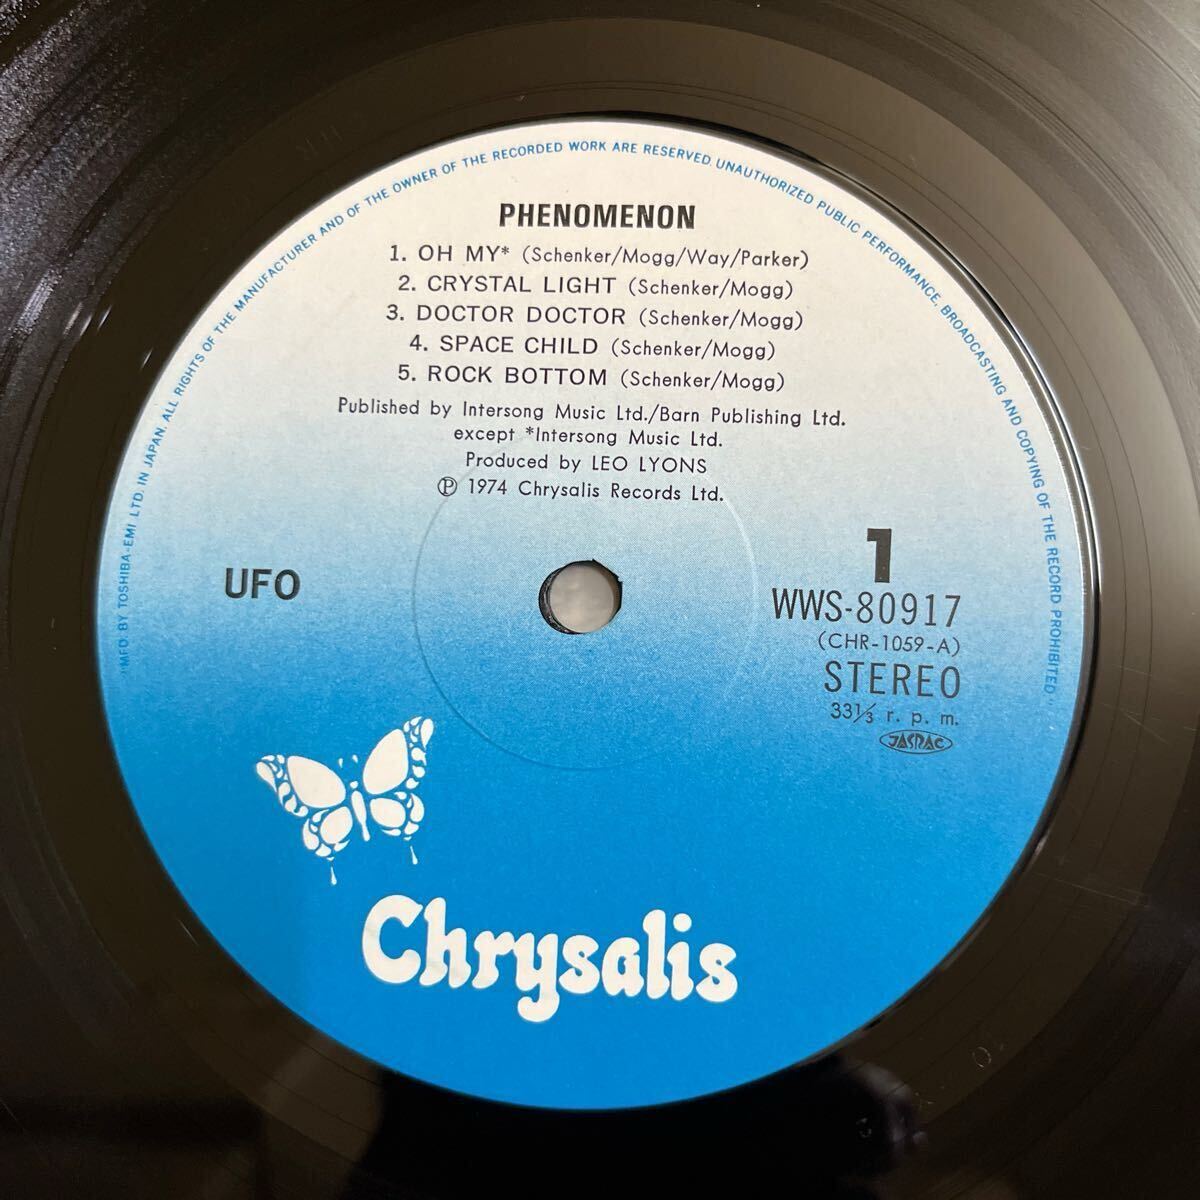 "MFD. BY TOSHIBA-EMI LTD. IN JAPAN. ALL RIGHTS OF THE MANUFACTURER AND OF THE OWNER OF THE RECORDED WORK ARE RESERVED. UNAUTHORIZED PUBLIC PERFORMANCE, BROADCASTING AND COPYING OF THE RECORD PROHIBITED."
PHENOMENON
1. OH MY* (Schenker/Mogg/Way/Parker)
2. CRYSTAL LIGHT (Schenker/Mogg)
3. DOCTOR DOCTOR (Schenker/Mogg)
4. SPACE CHILD (Schenker/Mogg)
5. ROCK BOTTOM (Schenker/Mogg)
Published by Intersong Music Ltd./Barn Publishing Ltd.
except *Intersong Music Ltd.
Produced by LEO LYONS
℗ 1974 Chrysalis Records Ltd.
UFO
1
WWS-80917
(CHR-1059-A)
STEREO
33⅓ r. p. m.
JASRAC
Chrysalis